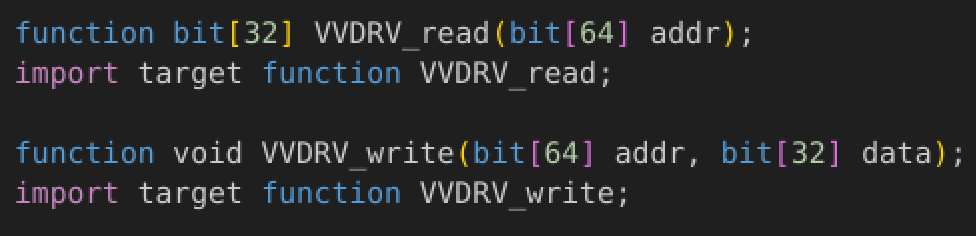 function bit[32] VVDRV_read(bit[64] addr);
import target function VVDRV_read;

function void VVDRV_write(bit[64] addr, bit[32] data);
import target function VVDRV_write;